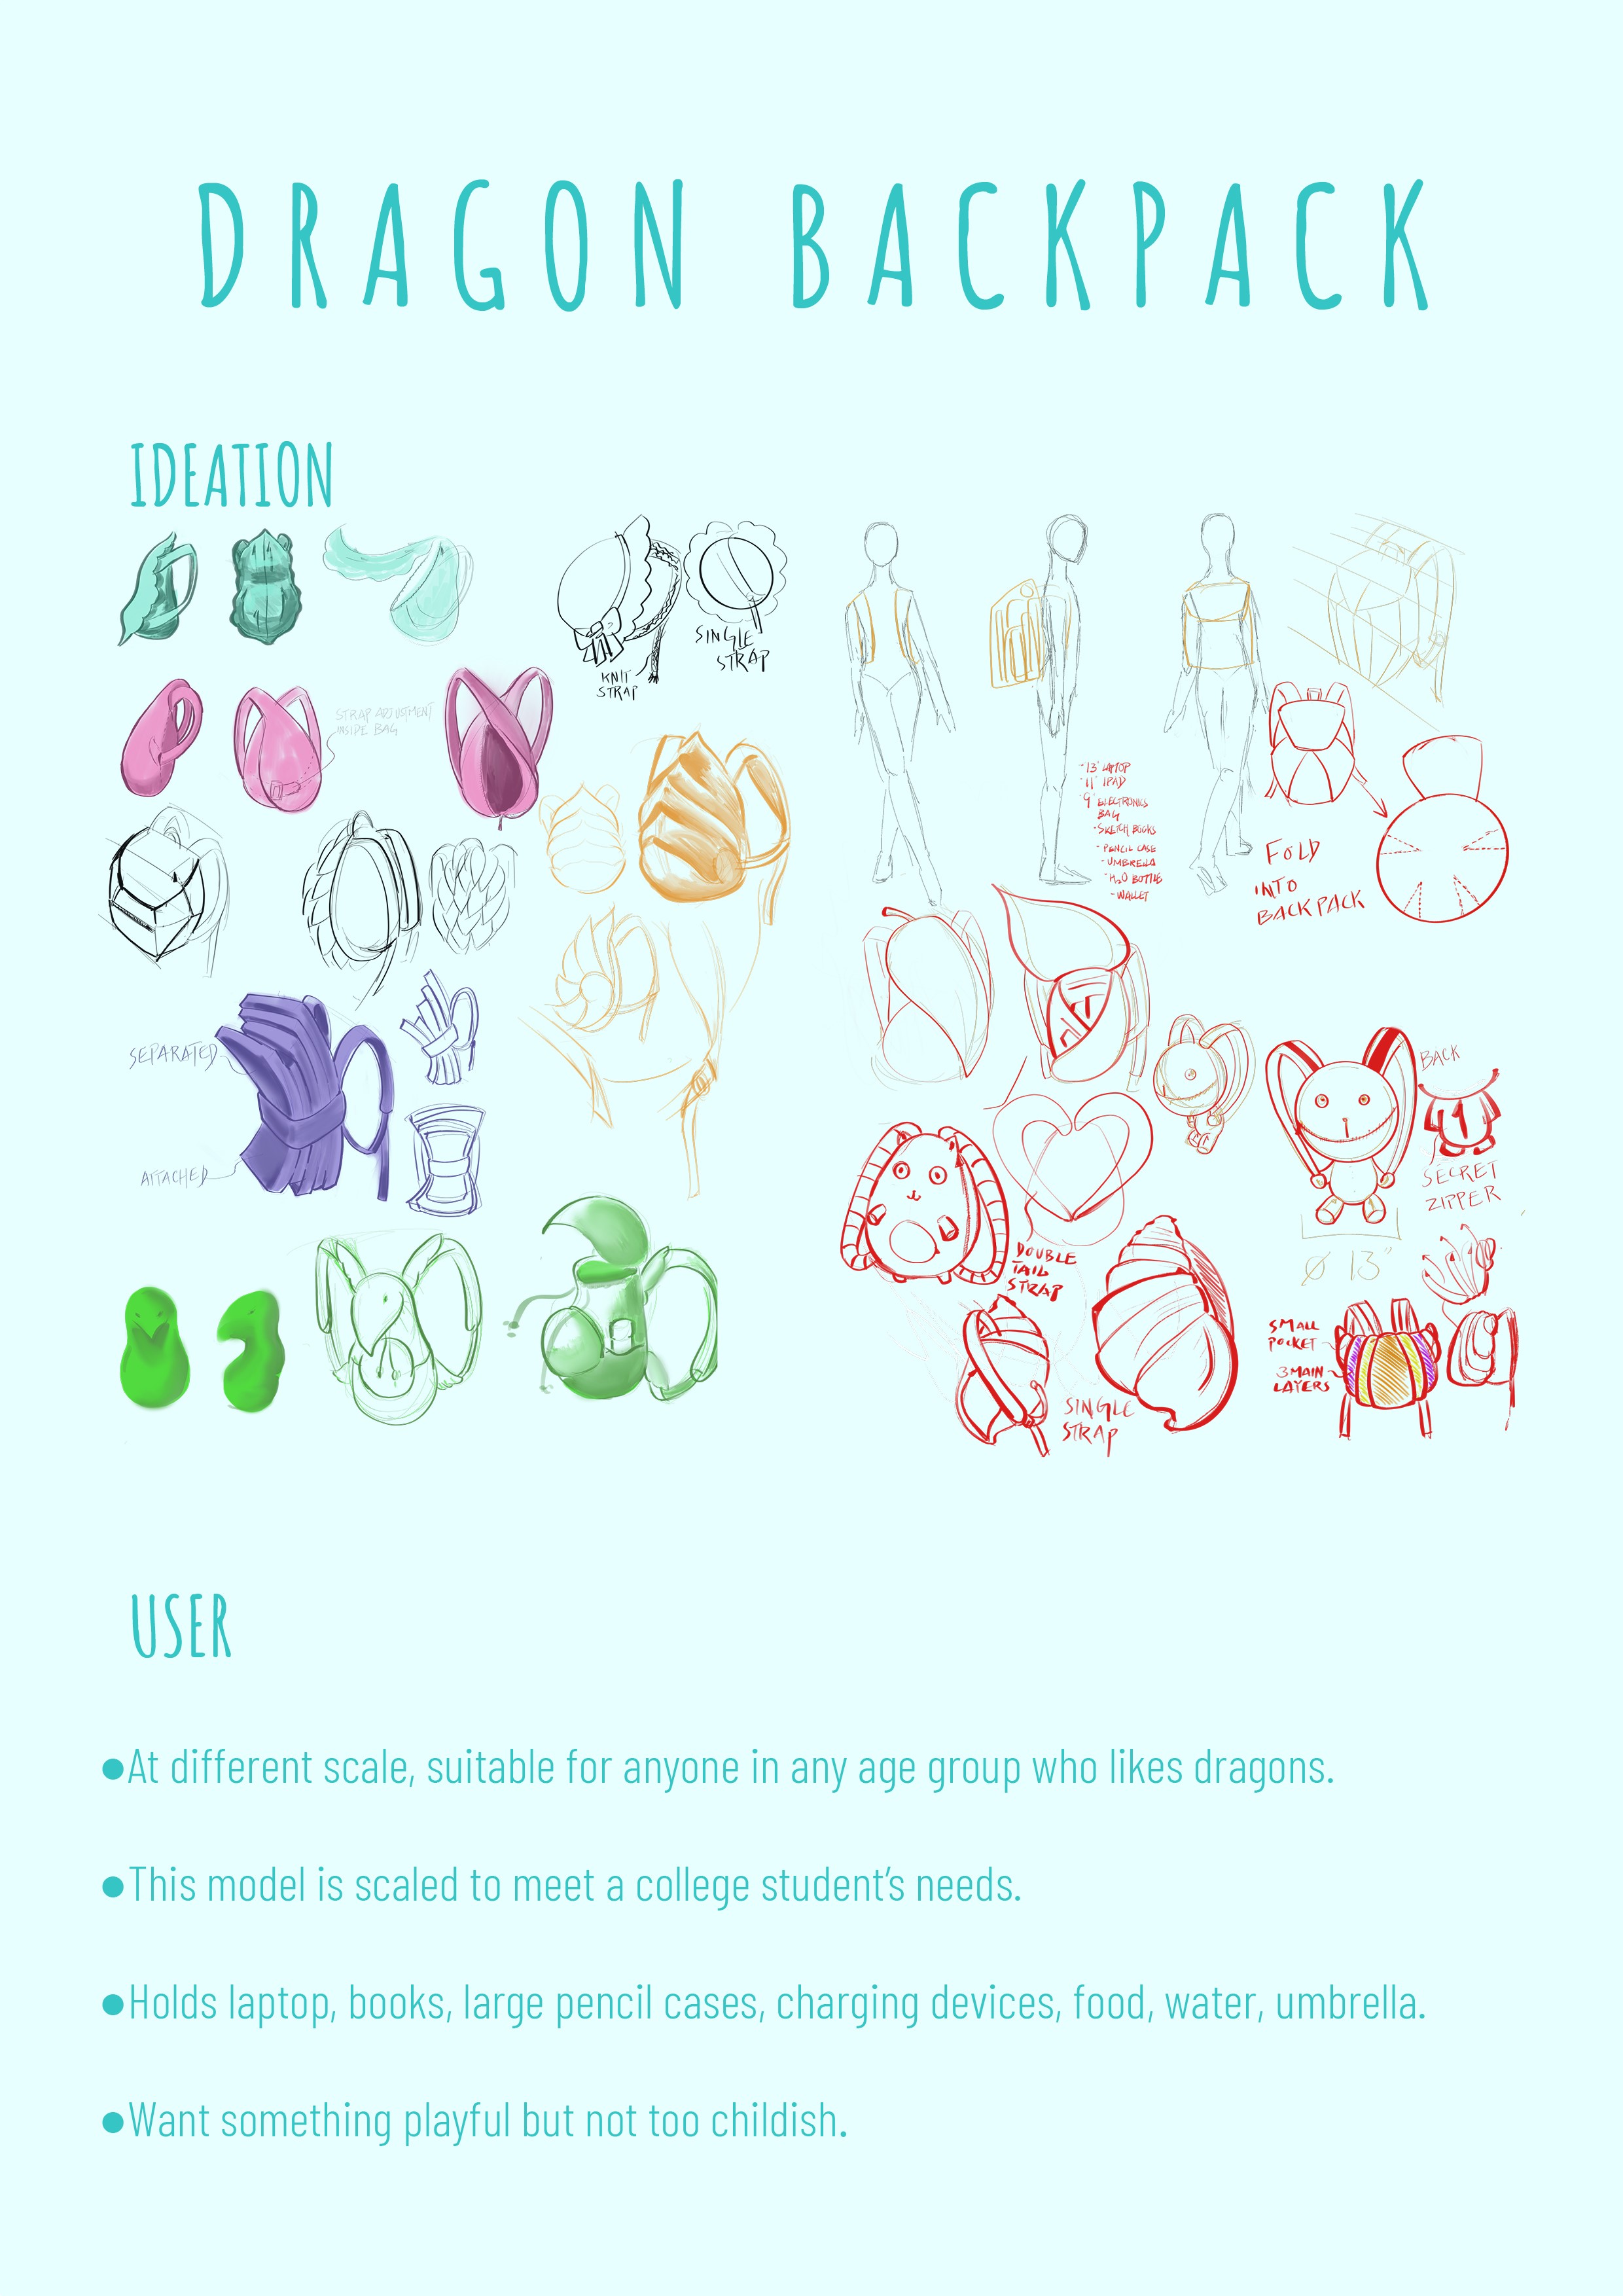 DRAGON BACKPACK
IDEATION
KNIT
STRAP
SINGLE
STRAP
STRAP ADJUSTMENT
INSIDE BAG
SEPARATED
ATTACHED
-13" LAPTOP
-11" IPAD
-9" ELECTRONICS
BAG
-SKETCH BOOKS
-PENCIL CASE
-UMBRELLA
-H2O BOTTLE
-WALLET
FOLD
INTO
BACKPACK
BACK
SECRET
ZIPPER
Ø 13"
DOUBLE
TAIL
STRAP
SINGLE
STRAP
SMALL
POCKET
3 MAIN
LAYERS
USER
●At different scale, suitable for anyone in any age group who likes dragons.
●This model is scaled to meet a college student’s needs.
●Holds laptop, books, large pencil cases, charging devices, food, water, umbrella.
●Want something playful but not too childish.